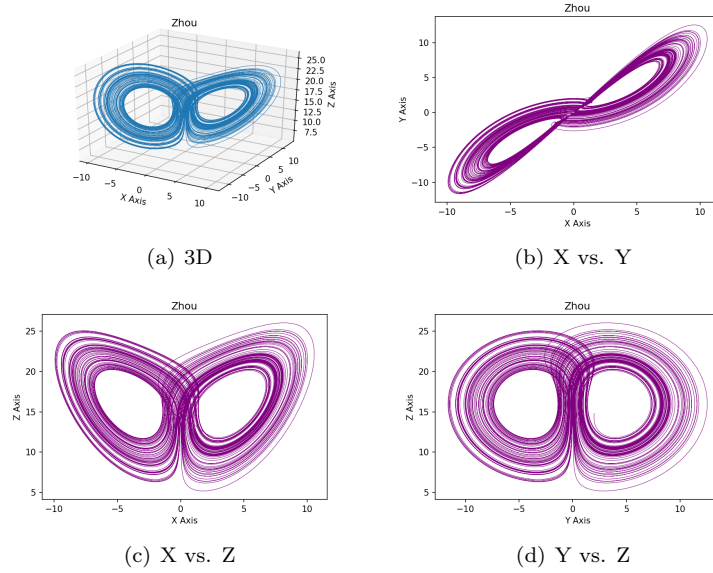 Zhou
25.0
22.5
20.0
17.5
15.0
12.5
10.0
7.5
Z Axis
−10
−5
0
5
10
X Axis
−10
−5
0
5
10
Y Axis
(a) 3D
Zhou
10
5
0
−5
−10
Y Axis
−10
−5
0
5
10
X Axis
(b) X vs. Y
Zhou
25
20
15
10
5
Z Axis
−10
−5
0
5
10
X Axis
(c) X vs. Z
Zhou
25
20
15
10
5
Z Axis
−10
−5
0
5
10
Y Axis
(d) Y vs. Z